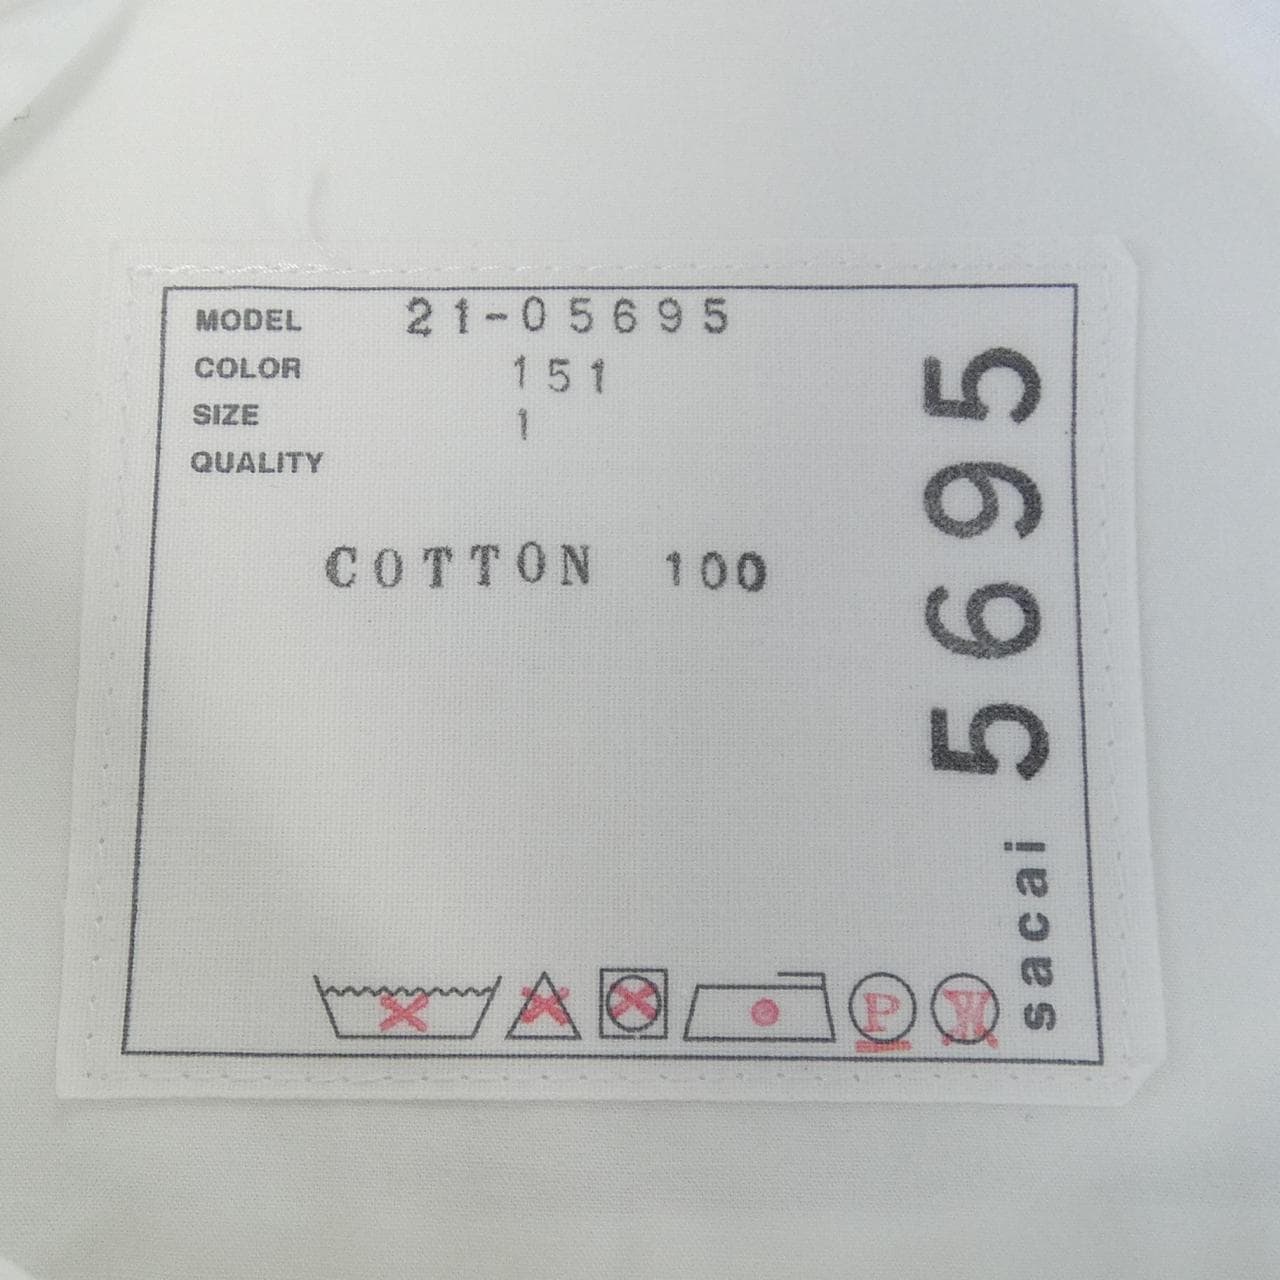 MODEL 21-05695
COLOR 151
SIZE 1
QUALITY
COTTON 100
sacai 5695
P W